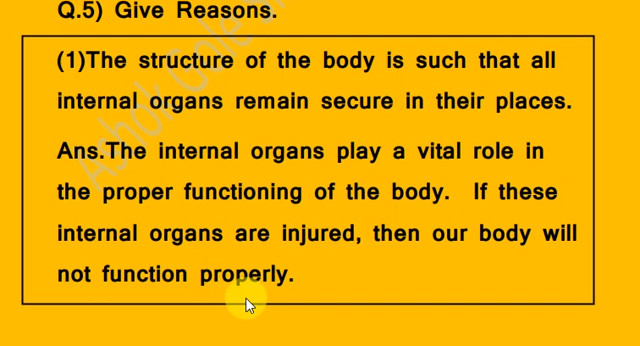 Q.5) Give Reasons.
(1)The structure of the body is such that all
internal organs remain secure in their places.
Ans.The internal organs play a vital role in
the proper functioning of the body. If these
internal organs are injured, then our body will
not function properly.